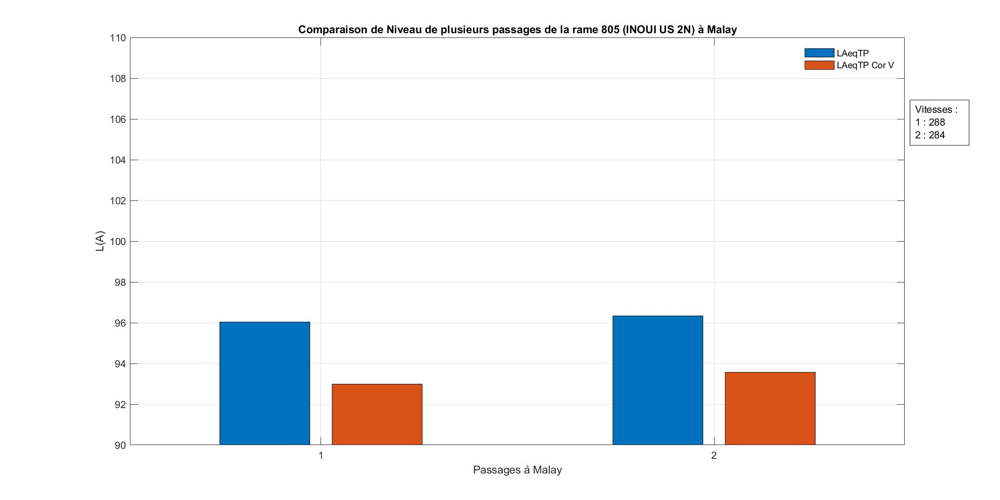 Comparaison de Niveau de plusieurs passages de la rame 805 (INOUI US 2N) à Malay
110
108
106
104
102
100
98
96
94
92
90
L(A)
LAeqTP
LAeqTP Cor V
Vitesses :
1 : 288
2 : 284
1
2
Passages à Malay